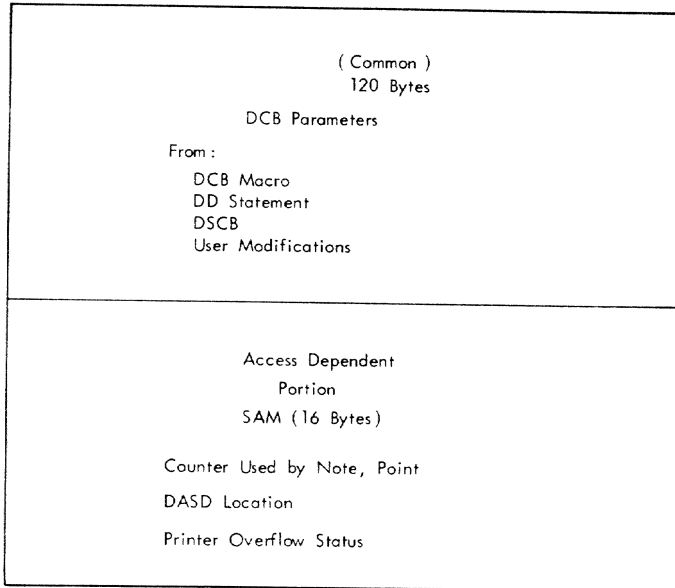 ( Common )
120 Bytes
DCB Parameters
From :
DCB Macro
DD Statement
DSCB
User Modifications
Access Dependent
Portion
SAM ( 16 Bytes )
Counter Used by Note, Point
DASD Location
Printer Overflow Status